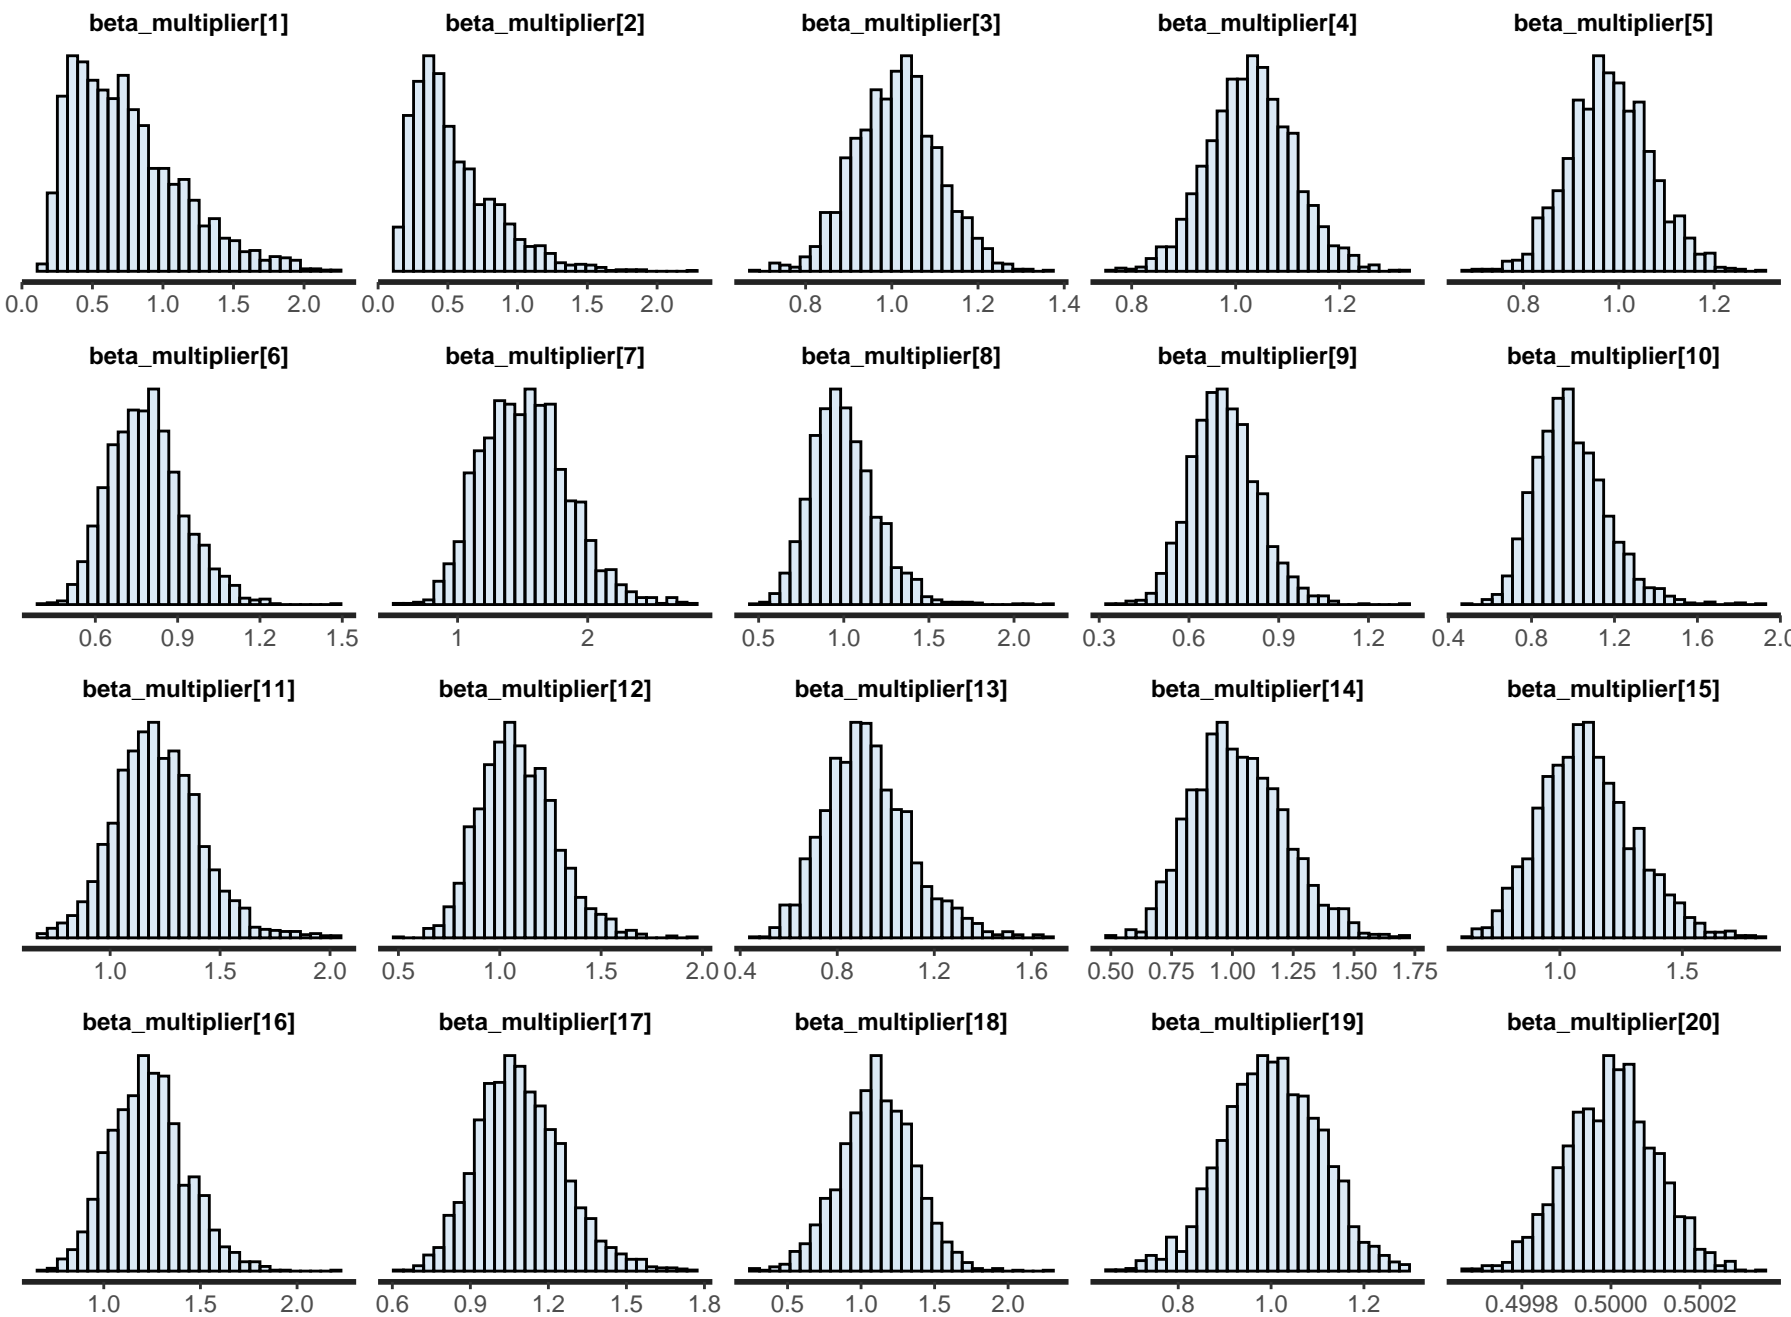 beta_multiplier[1] beta_multiplier[2] beta_multiplier[3] beta_multiplier[4] beta_multiplier[5]
0.0 0.5 1.0 1.5 2.0 0.0 0.5 1.0 1.5 2.0 0.8 1.0 1.2 1.4 0.8 1.0 1.2 0.8 1.0 1.2
beta_multiplier[6] beta_multiplier[7] beta_multiplier[8] beta_multiplier[9] beta_multiplier[10]
0.6 0.9 1.2 1.5 1 2 0.5 1.0 1.5 2.0 0.3 0.6 0.9 1.2 0.4 0.8 1.2 1.6 2.0
beta_multiplier[11] beta_multiplier[12] beta_multiplier[13] beta_multiplier[14] beta_multiplier[15]
1.0 1.5 2.0 0.5 1.0 1.5 2.0 0.4 0.8 1.2 1.6 0.50 0.75 1.00 1.25 1.50 1.75 1.0 1.5
beta_multiplier[16] beta_multiplier[17] beta_multiplier[18] beta_multiplier[19] beta_multiplier[20]
1.0 1.5 2.0 0.6 0.9 1.2 1.5 1.8 0.5 1.0 1.5 2.0 0.8 1.0 1.2 0.4998 0.5000 0.5002